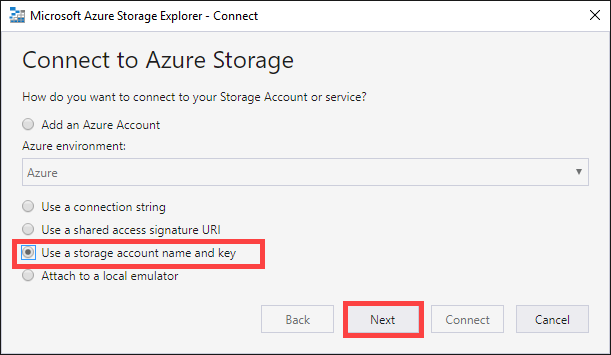 Microsoft Azure Storage Explorer - Connect
Connect to Azure Storage
How do you want to connect to your Storage Account or service?
Add an Azure Account
Azure environment:
Azure
Use a connection string
Use a shared access signature URI
Use a storage account name and key
Attach to a local emulator
Back Next Connect Cancel